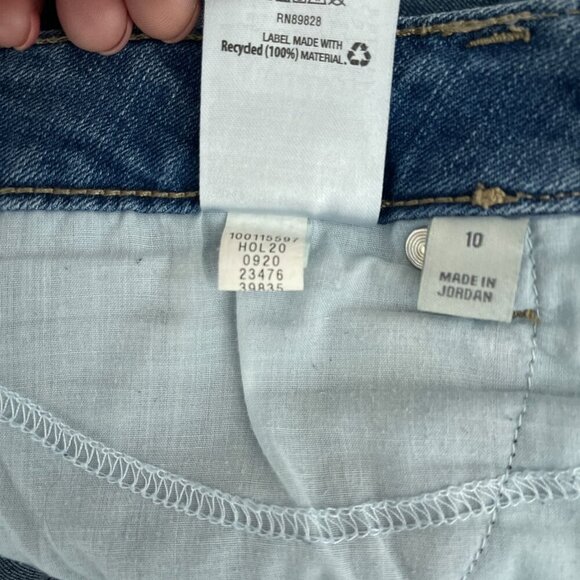 RN89828
LABEL MADE WITH
Recycled (100%) MATERIAL.
100115597
HOL20
0920
23476
39835
10
MADE IN
JORDAN